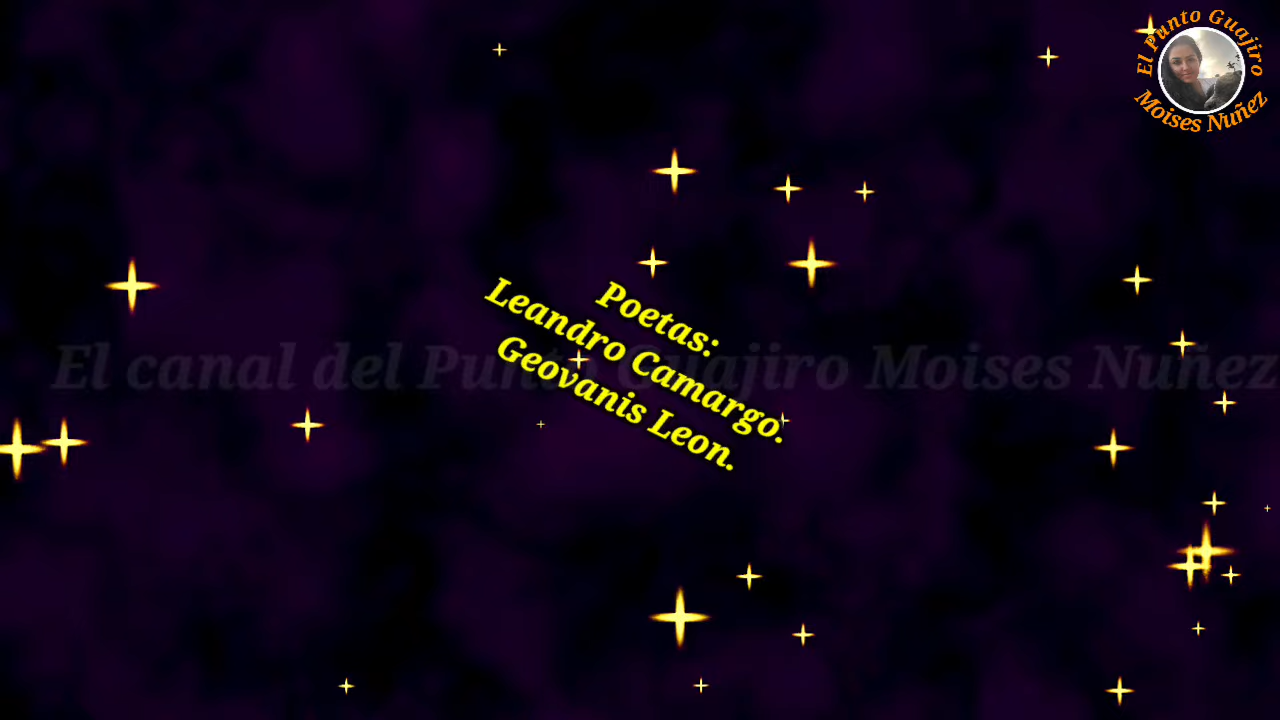 El Punto Guajiro
Moises Nuñez
Poetas:
Leandro Camargo.
Geovanis Leon.
El canal del Punto Guajiro Moises Nuñez